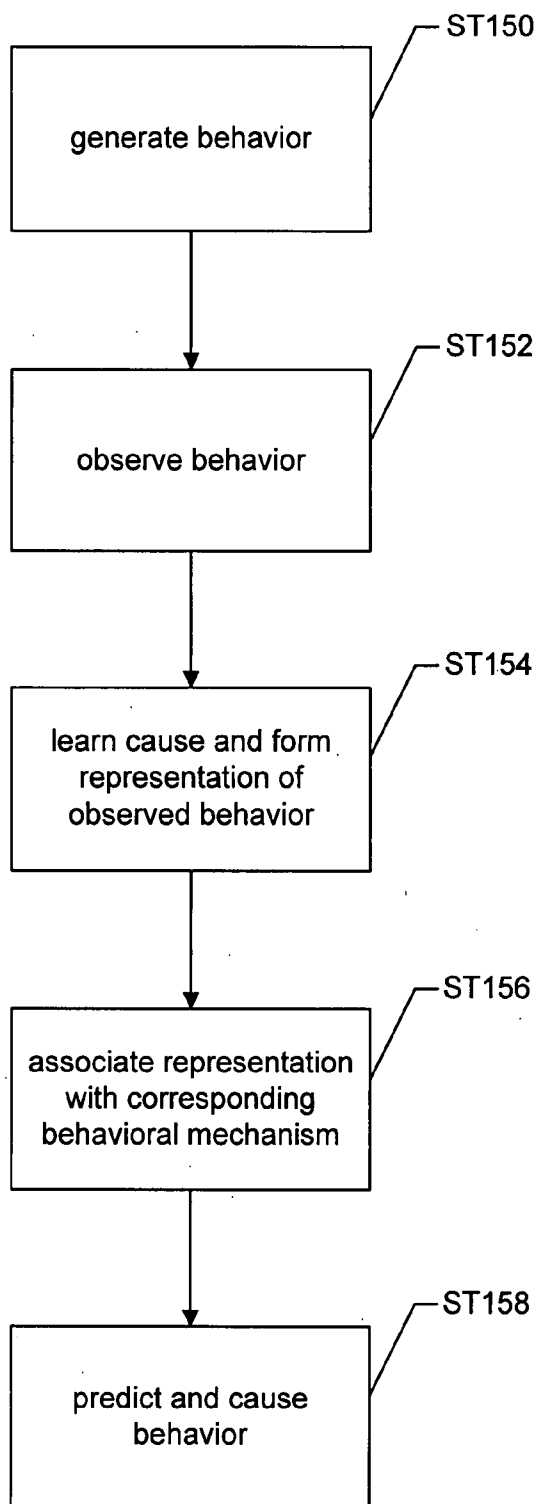 ST150
generate behavior
ST152
observe behavior
ST154
learn cause and form
representation of
observed behavior
ST156
associate representation
with corresponding
behavioral mechanism
ST158
predict and cause
behavior